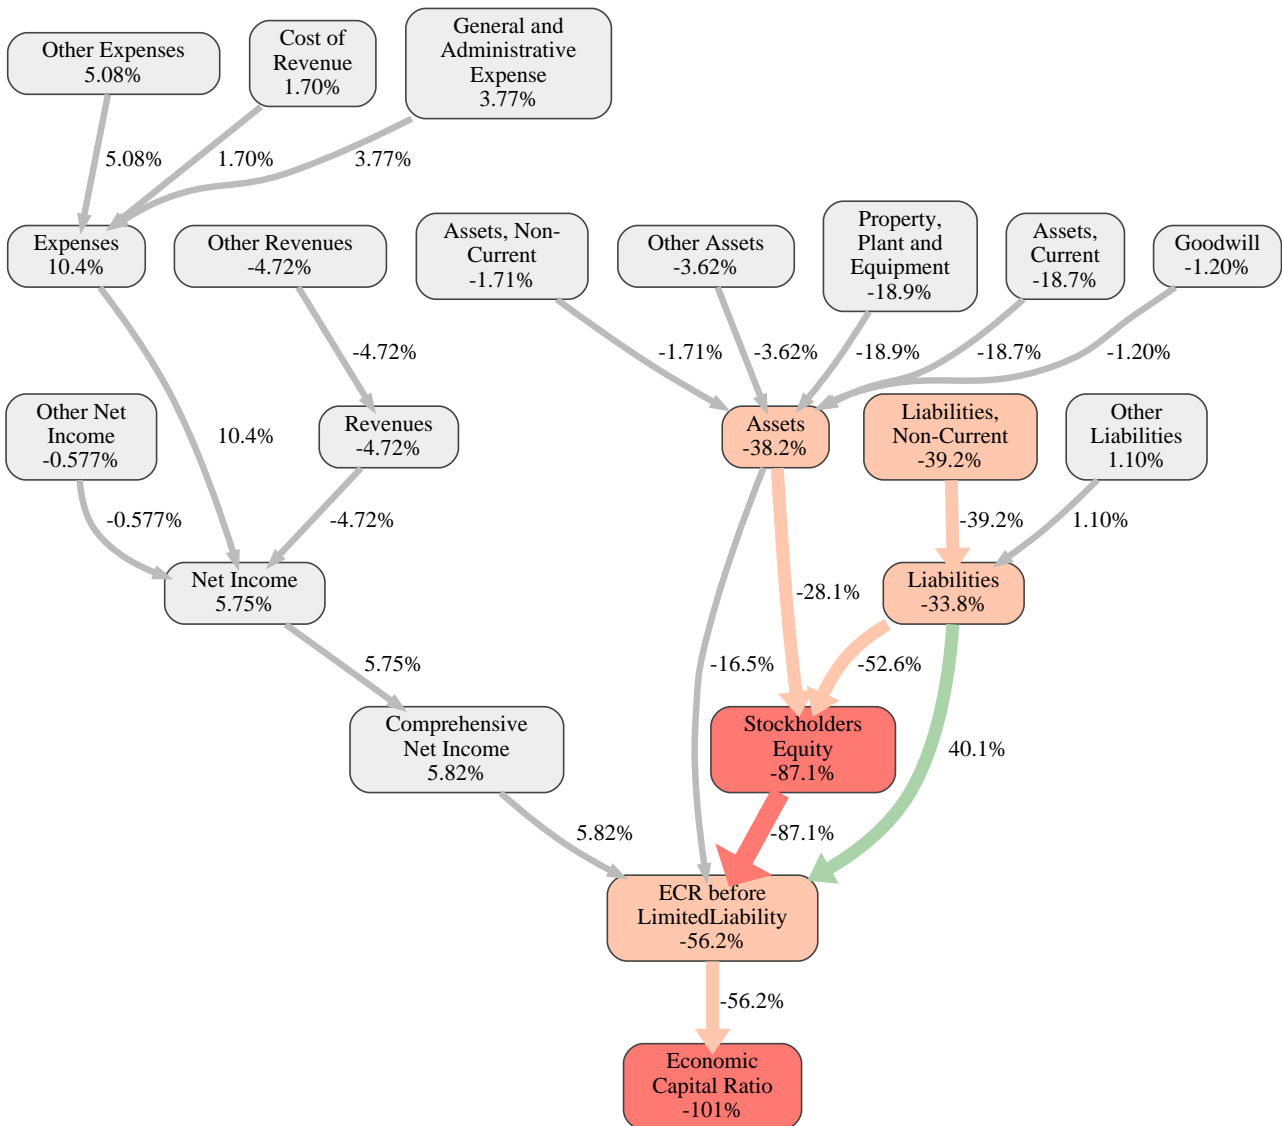 Other Expenses
5.08%
Cost of
Revenue
1.70%
General and
Administrative
Expense
3.77%
5.08%
1.70%
3.77%
Expenses
10.4%
Other Revenues
-4.72%
Assets, Non-
Current
-1.71%
Other Assets
-3.62%
Property,
Plant and
Equipment
-18.9%
Assets,
Current
-18.7%
Goodwill
-1.20%
-4.72%
-1.71%
-3.62%
-18.9%
-18.7%
-1.20%
Other Net
Income
-0.577%
10.4%
Revenues
-4.72%
Assets
-38.2%
Liabilities,
Non-Current
-39.2%
Other
Liabilities
1.10%
-0.577%
-4.72%
-39.2%
1.10%
Net Income
5.75%
-28.1%
Liabilities
-33.8%
5.75%
-16.5%
-52.6%
Comprehensive
Net Income
5.82%
Stockholders
Equity
-87.1%
40.1%
5.82%
-87.1%
ECR before
LimitedLiability
-56.2%
-56.2%
Economic
Capital Ratio
-101%